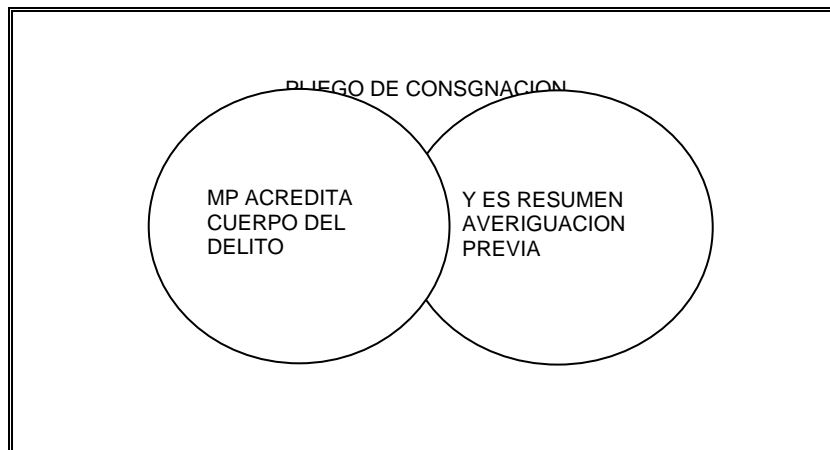 PLIEGO DE CONSGNACION
MP ACREDITA
CUERPO DEL
DELITO
Y ES RESUMEN
AVERIGUACION
PREVIA